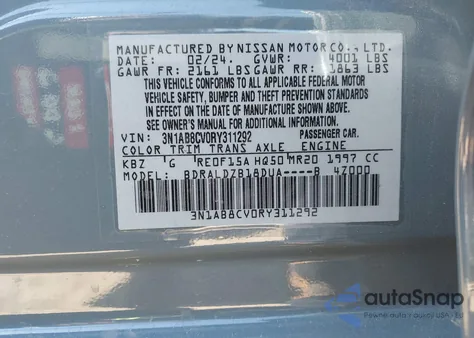 MANUFACTURED BY NISSAN MOTOR CO., LTD.
DATE: 02/24. GVWR: 4001 LBS
GAWR FR: 2161 LBS GAWR RR: 1863 LBS
THIS VEHICLE CONFORMS TO ALL APPLICABLE FEDERAL MOTOR
VEHICLE SAFETY, BUMPER AND THEFT PREVENTION
STANDARDS IN EFFECT ON THE DATE OF
MANUFACTURE SHOWN ABOVE.
SEE OWNER'S MANUAL FOR ADDITIONAL INFORMATION
VIN: 3N1AB8CV0RY311292 PASSENGER CAR.
COLOR TRIM TRANS AXLE ENGINE
KBZ G RE0F15A HG50 MR20 1997 CC
MODEL: BDRALDZB18DUA----B 4Z000
3N1AB8CV0RY311292
autoSnap